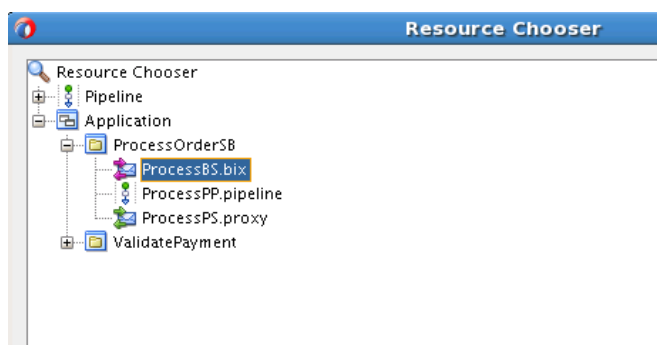 Resource Chooser
Resource Chooser
Pipeline
Application
ProcessOrderSB
ProcessBS.bix
ProcessPP.pipeline
ProcessPS.proxy
ValidatePayment